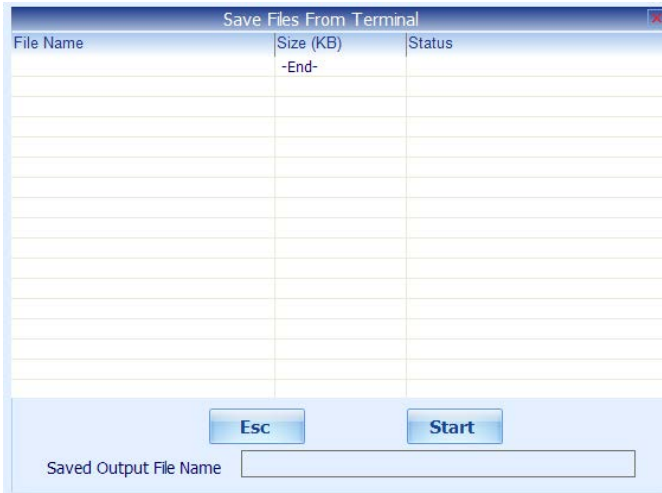 Save Files From Terminal
File Name Size (KB) Status
-End-
Esc Start
Saved Output File Name